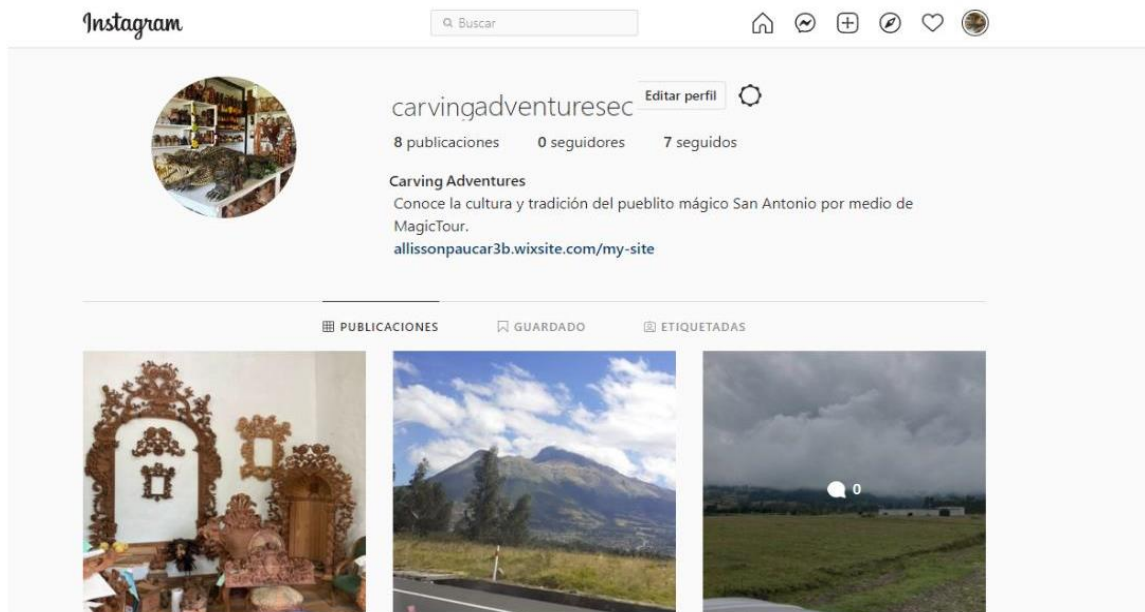 Instagram
Buscar
carvingadventuresec Editar perfil
8 publicaciones 0 seguidores 7 seguidos
Carving Adventures
Conoce la cultura y tradición del pueblito mágico San Antonio por medio de
MagicTour.
allissonpaucar3b.wixsite.com/my-site
PUBLICACIONES GUARDADO ETIQUETADAS
0